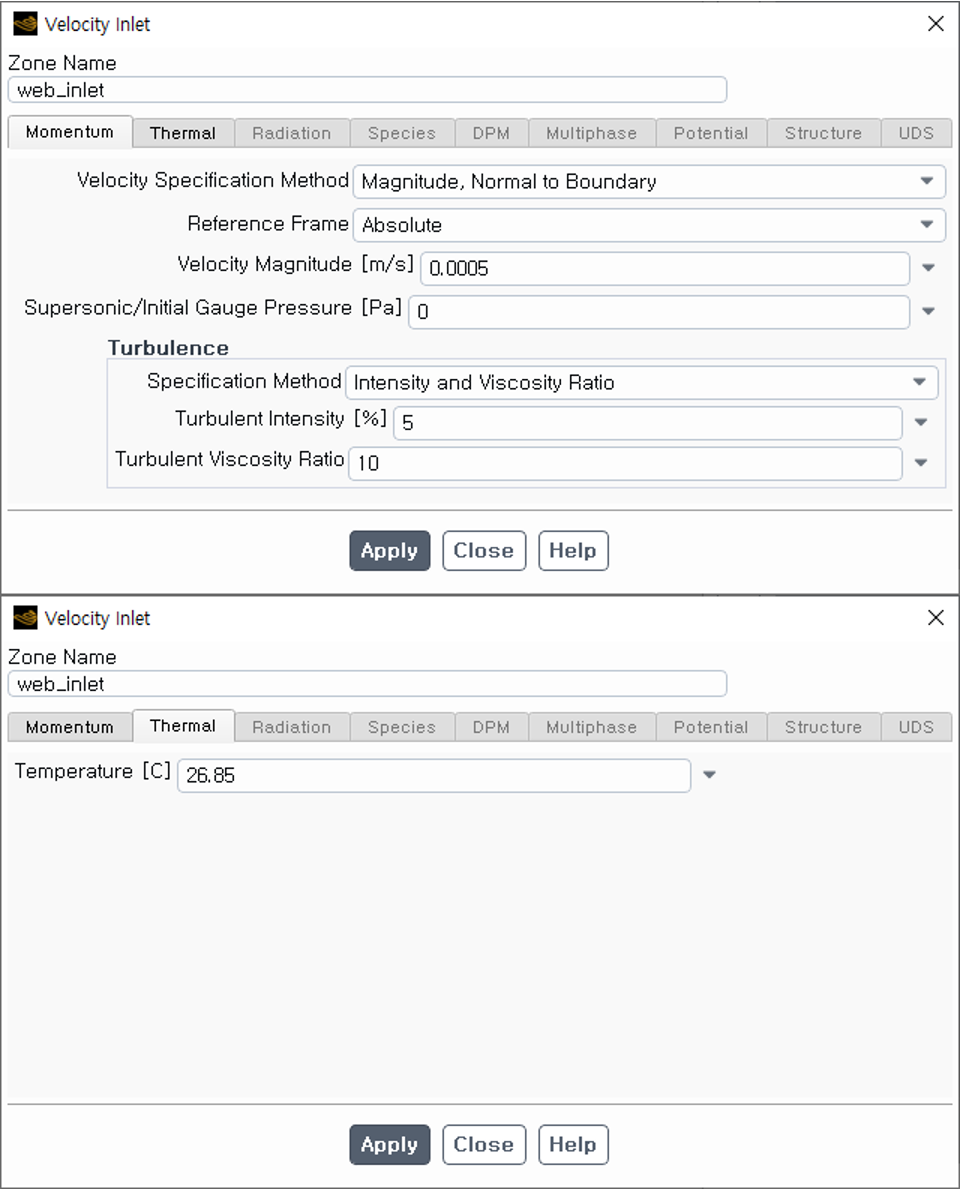 Velocity Inlet
Zone Name
web_inlet
Momentum Thermal Radiation Species DPM Multiphase Potential Structure UDS
Velocity Specification Method Magnitude, Normal to Boundary
Reference Frame Absolute
Velocity Magnitude [m/s] 0.0005
Supersonic/Initial Gauge Pressure [Pa] 0
Turbulence
Specification Method Intensity and Viscosity Ratio
Turbulent Intensity [%] 5
Turbulent Viscosity Ratio 10
Apply Close Help
Velocity Inlet
Zone Name
web_inlet
Momentum Thermal Radiation Species DPM Multiphase Potential Structure UDS
Temperature [C] 26.85
Apply Close Help